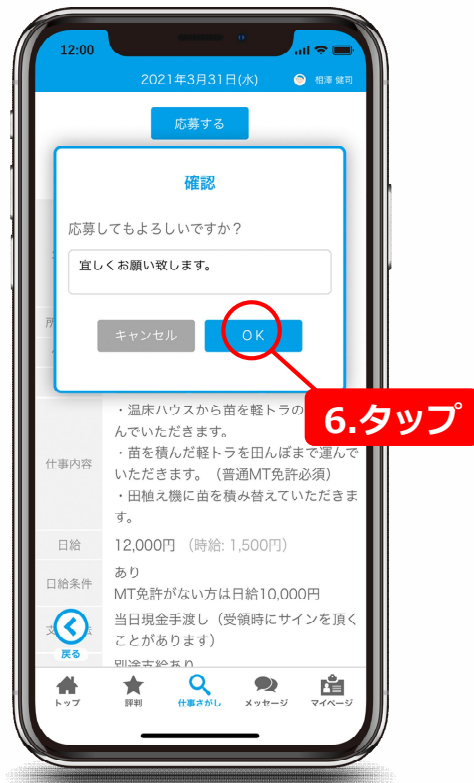 12:00
2021年3月31日(水)
相澤 健司
応募する
確認
応募してもよろしいですか？
宜しくお願い致します。
キャンセル
OK
6.タップ
・温床ハウスから苗を軽トラの
んでいただきます。
・苗を積んだ軽トラを田んぼまで運んで
いただきます。（普通MT免許必須）
・田植え機に苗を積み替えていただきま
す。
仕事内容
日給
12,000円 （時給: 1,500円）
口給条件
あり
MT免許がない方は日給10,000円
当日現金手渡し（受領時にサインを頂く
ことがあります）
戻る
別途支給あり
トップ
評判
仕事さがし
メッセージ
マイページ